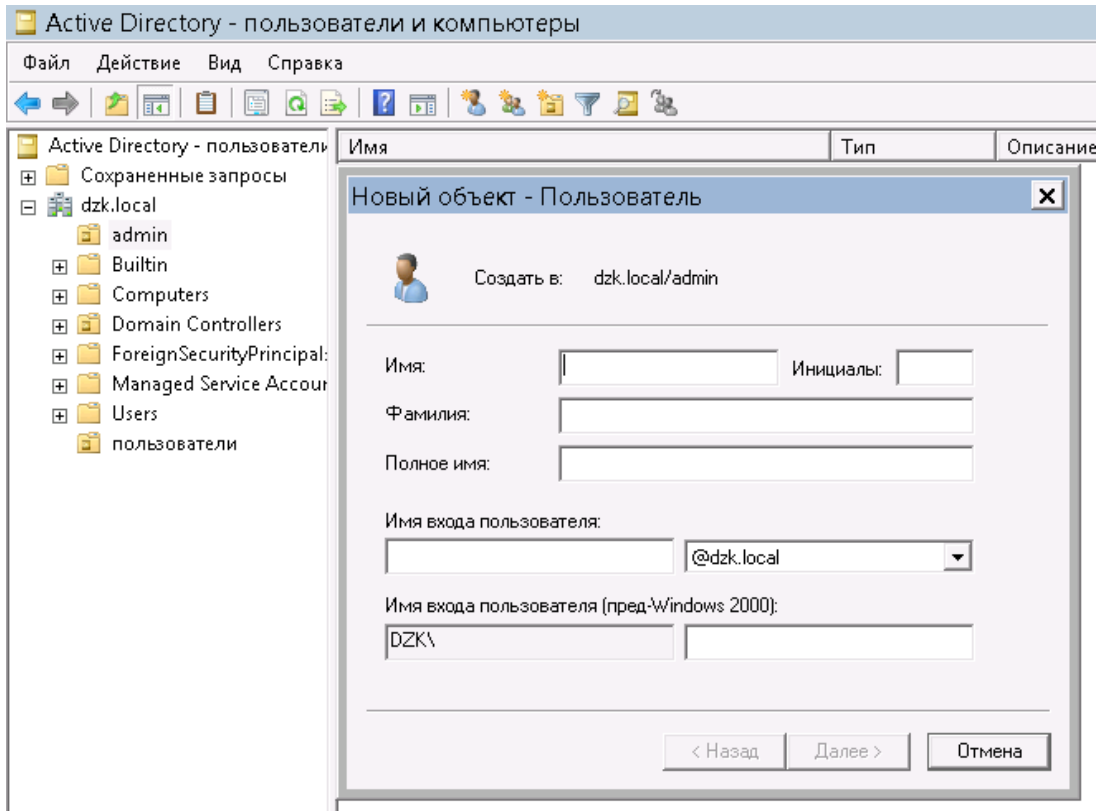 Active Directory - пользователи и компьютеры
Файл Действие Вид Справка
Active Directory - пользователи
Имя Тип Описание
Сохраненные запросы
dzk.local
admin
Builtin
Computers
Domain Controllers
ForeignSecurityPrincipal
Managed Service Accour
Users
пользователи
Новый объект - Пользователь
Создать в: dzk.local/admin
Имя: Инициалы:
Фамилия:
Полное имя:
Имя входа пользователя:
@dzk.local
Имя входа пользователя (пред-Windows 2000):
DZK\
< Назад Далее > Отмена